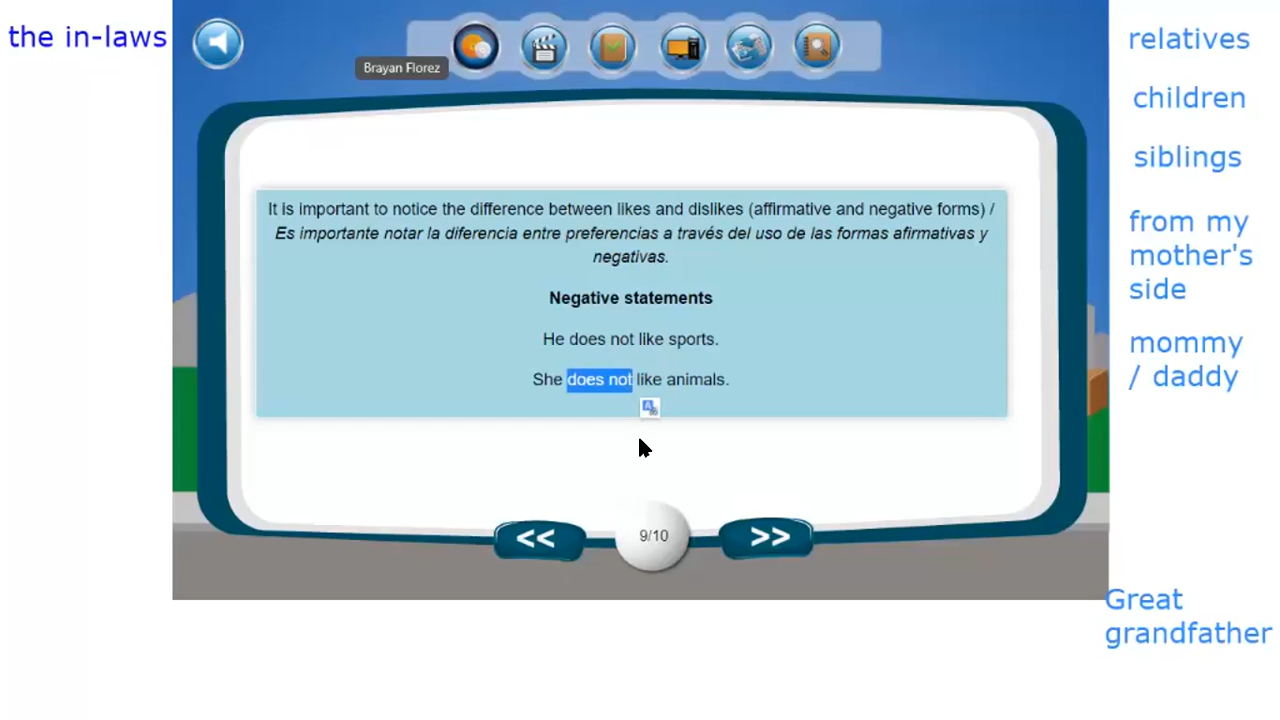 the in-laws
Brayan Florez
It is important to notice the difference between likes and dislikes (affirmative and negative forms) /
Es importante notar la diferencia entre preferencias a través del uso de las formas afirmativas y
negativas.
Negative statements
He does not like sports.
She does not like animals.
<< 9/10 >>
relatives
children
siblings
from my
mother's
side
mommy
/ daddy
Great
grandfather